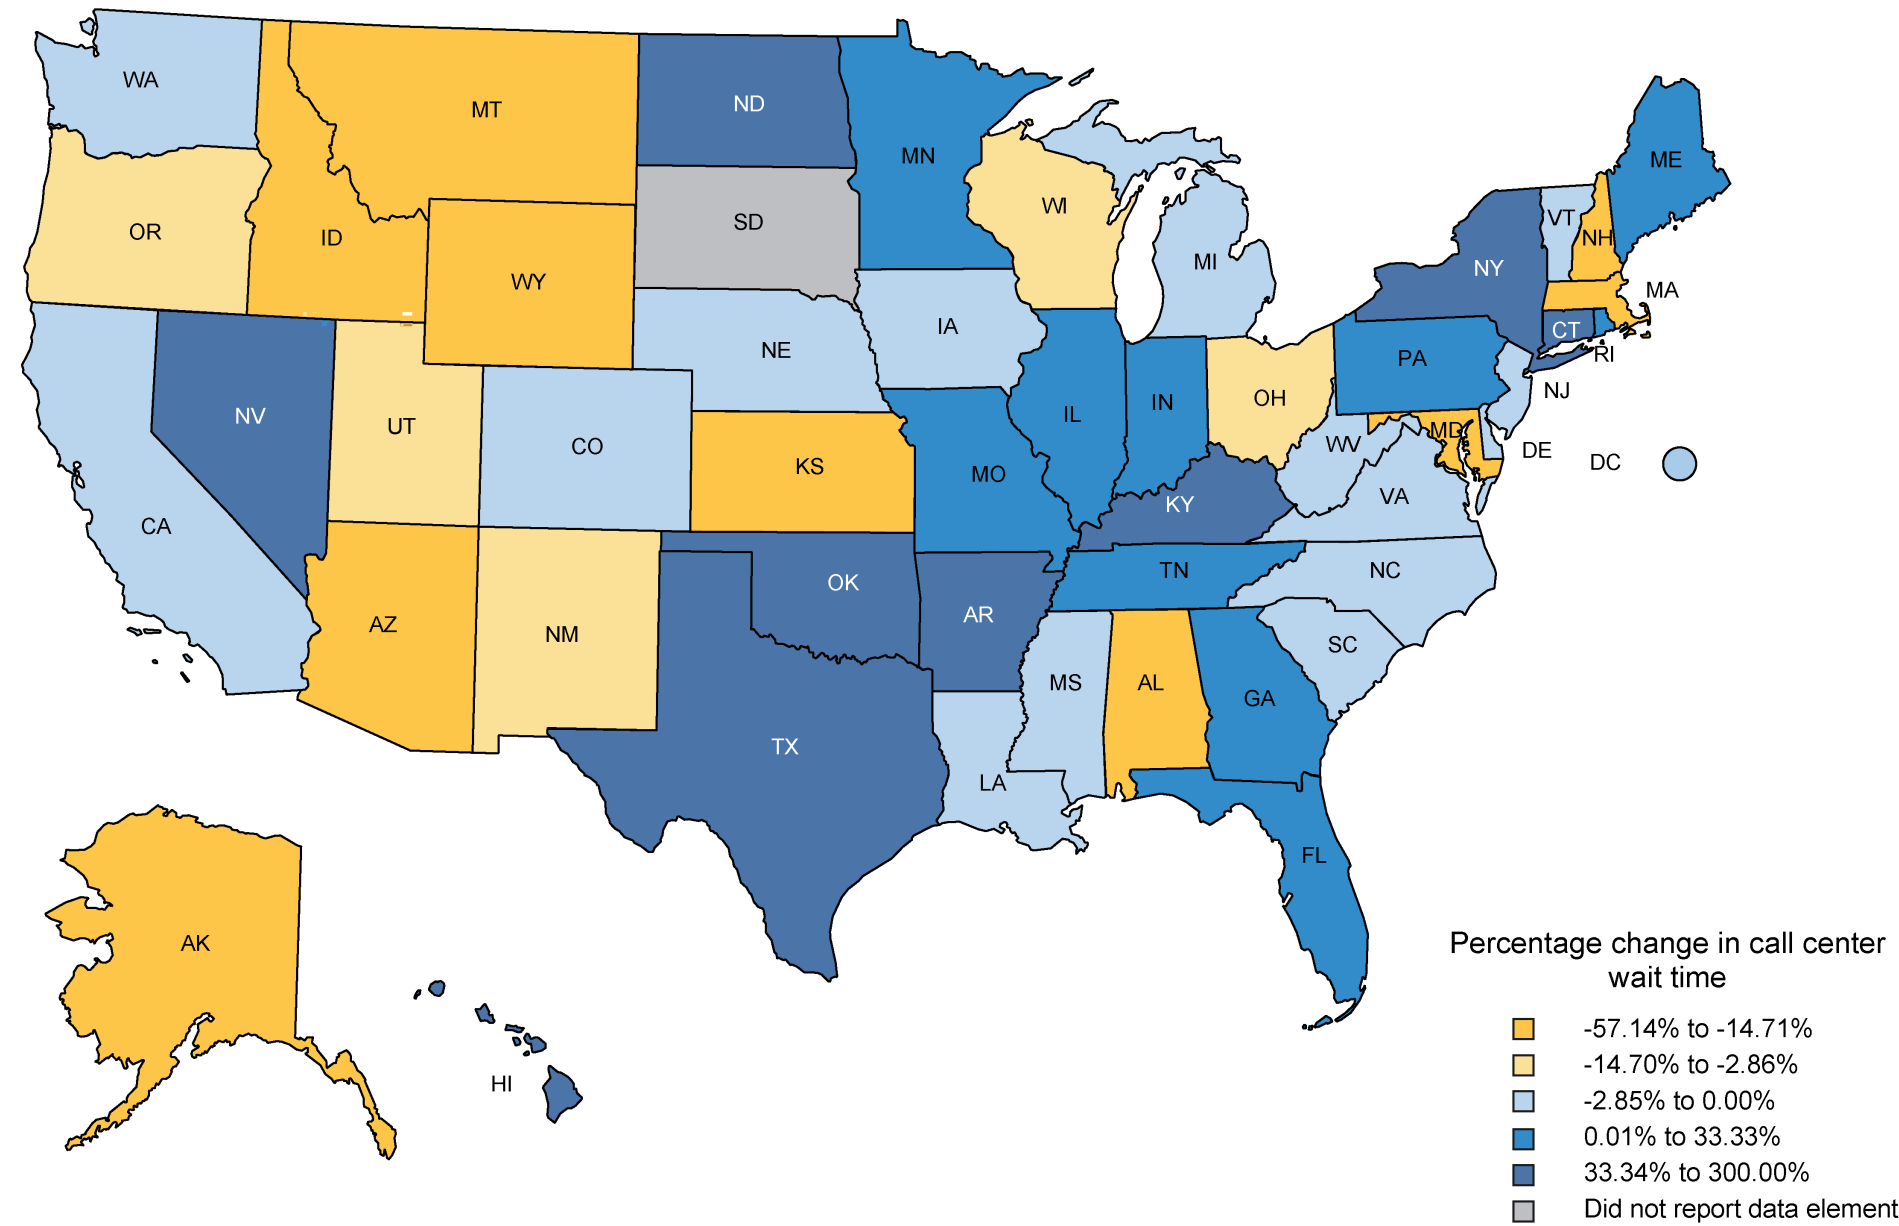 WA
MT
ND
MN
ME
OR
ID
SD
WI
VT
NH
WY
MI
NY
MA
IA
CT
NE
PA
RI
NV
UT
CO
KS
MO
IL
IN
OH
NJ
WV
MD
DE
DC
CA
KY
VA
AZ
NM
OK
AR
TN
NC
SC
TX
LA
MS
AL
GA
FL
AK
HI
Percentage change in call center
wait time
-57.14% to -14.71%
-14.70% to -2.86%
-2.85% to 0.00%
0.01% to 33.33%
33.34% to 300.00%
Did not report data element